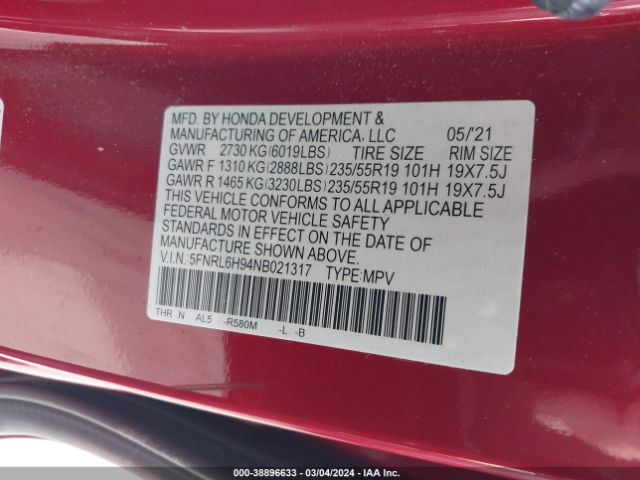 MFD. BY HONDA DEVELOPMENT &
MANUFACTURING OF AMERICA, LLC 05/'21
GVWR 2730 KG(6019LBS) TIRE SIZE RIM SIZE
GAWR F 1310 KG(2888LBS) 235/55R19 101H 19X7.5J
GAWR R 1465 KG(3230LBS) 235/55R19 101H 19X7.5J
THIS VEHICLE CONFORMS TO ALL APPLICABLE
FEDERAL MOTOR VEHICLE SAFETY
STANDARDS IN EFFECT ON THE DATE OF
MANUFACTURE SHOWN ABOVE.
V.I.N. 5FNRL6H94NB021317 TYPE:MPV
THR N AL5 -R580M -L -B
000-38896633 - 03/04/2024 - IAA Inc.